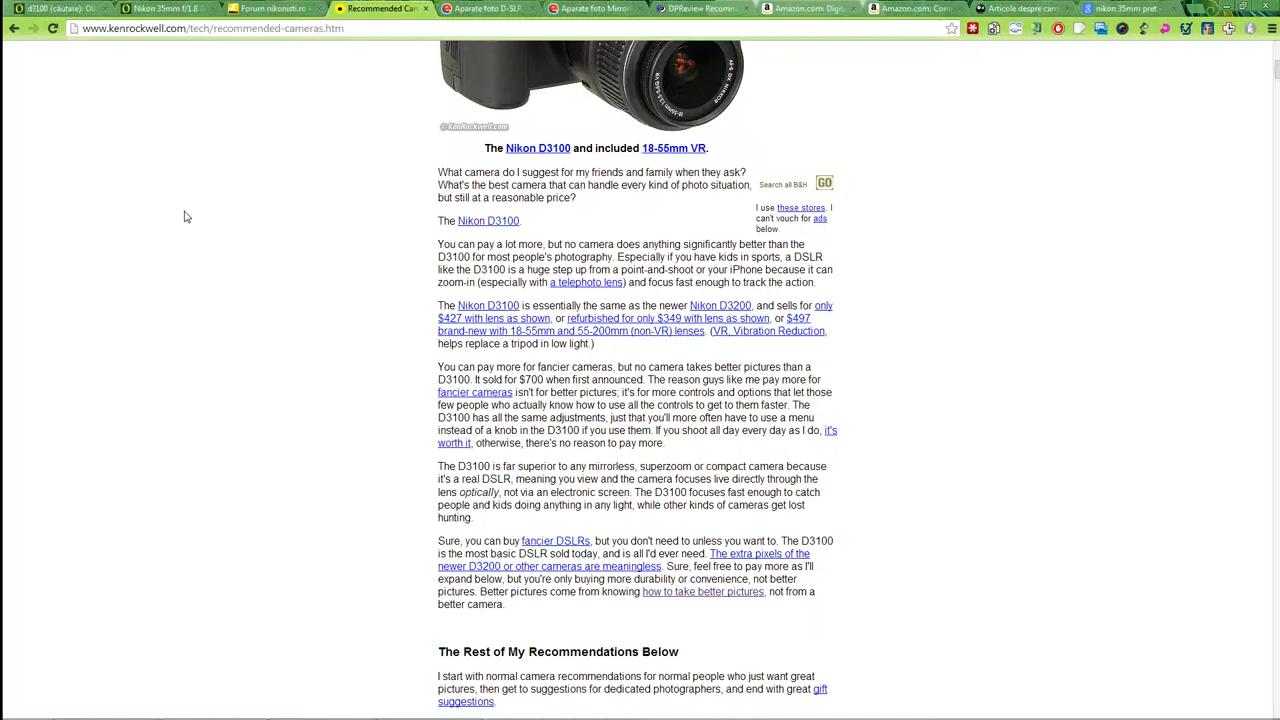 d3100 (căutare): Ob
Nikon 35mm f/1.8 G
Forum nikonisti.ro
Recommended Cam
Aparate foto D-SLR
Aparate foto Mirror
DPReview Recomm
Amazon.com: Digit
Amazon.com: Com
Articole despre cam
nikon 35mm pret
www.kenrockwell.com/tech/recommended-cameras.htm
©KenRockwell.com
The Nikon D3100 and included 18-55mm VR.
What camera do I suggest for my friends and family when they ask?
What's the best camera that can handle every kind of photo situation,
but still at a reasonable price?
Search all B&H GO
I use these stores. I
can't vouch for ads
below.
The Nikon D3100.
You can pay a lot more, but no camera does anything significantly better than the
D3100 for most people's photography. Especially if you have kids in sports, a DSLR
like the D3100 is a huge step up from a point-and-shoot or your iPhone because it can
zoom-in (especially with a telephoto lens) and focus fast enough to track the action.
The Nikon D3100 is essentially the same as the newer Nikon D3200, and sells for only
$427 with lens as shown, or refurbished for only $349 with lens as shown, or $497
brand-new with 18-55mm and 55-200mm (non-VR) lenses. (VR, Vibration Reduction,
helps replace a tripod in low light.)
You can pay more for fancier cameras, but no camera takes better pictures than a
D3100. It sold for $700 when first announced. The reason guys like me pay more for
fancier cameras isn't for better pictures; it's for more controls and options that let those
few people who actually know how to use all the controls to get to them faster. The
D3100 has all the same adjustments, just that you'll more often have to use a menu
instead of a knob in the D3100 if you use them. If you shoot all day every day as I do, it's
worth it, otherwise, there's no reason to pay more.
The D3100 is far superior to any mirrorless, superzoom or compact camera because
it's a real DSLR, meaning you view and the camera focuses live directly through the
lens optically, not via an electronic screen. The D3100 focuses fast enough to catch
people and kids doing anything in any light, while other kinds of cameras get lost
hunting.
Sure, you can buy fancier DSLRs, but you don't need to unless you want to. The D3100
is the most basic DSLR sold today, and is all I'd ever need. The extra pixels of the
newer D3200 or other cameras are meaningless. Sure, feel free to pay more as I'll
expand below, but you're only buying more durability or convenience, not better
pictures. Better pictures come from knowing how to take better pictures, not from a
better camera.
The Rest of My Recommendations Below
I start with normal camera recommendations for normal people who just want great
pictures, then get to suggestions for dedicated photographers, and end with great gift
suggestions.